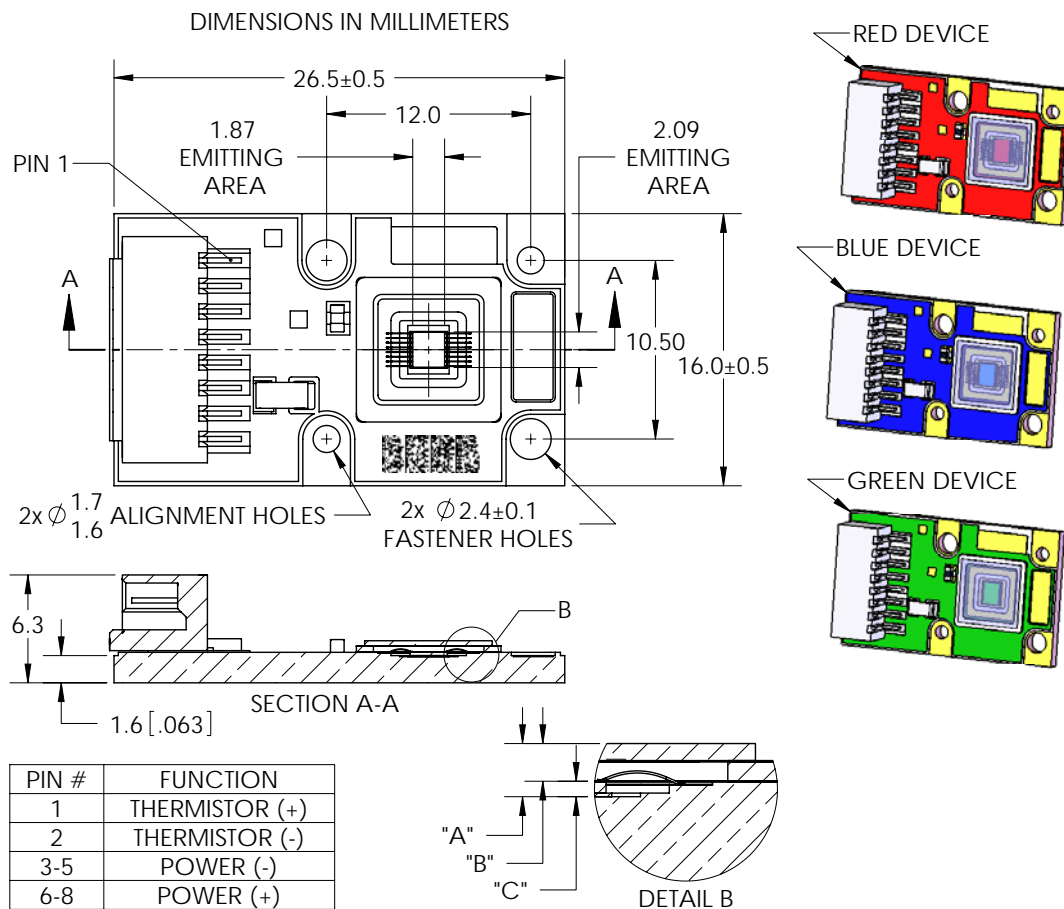 DIMENSIONS IN MILLIMETERS
26.5±0.5
12.0
1.87
EMITTING
AREA
2.09
EMITTING
AREA
PIN 1
A
A
10.50
16.0±0.5
2x ∅ 1.7
1.6
ALIGNMENT HOLES
2x ∅ 2.4±0.1
FASTENER HOLES
RED DEVICE
BLUE DEVICE
GREEN DEVICE
6.3
B
SECTION A-A
1.6 [.063]
PIN # FUNCTION
1 THERMISTOR (+)
2 THERMISTOR (-)
3-5 POWER (-)
6-8 POWER (+)
"A"
"B"
"C"
DETAIL B